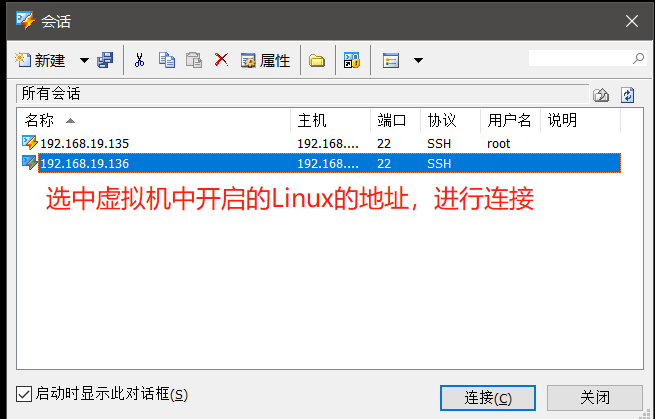 会话
新建 属性
所有会话
名称 主机 端口 协议 用户名 说明
192.168.19.135 192.168.... 22 SSH root
192.168.19.136 192.168.... 22 SSH
选中虚拟机中开启的Linux的地址，进行连接
启动时显示此对话框(S) 连接(C) 关闭